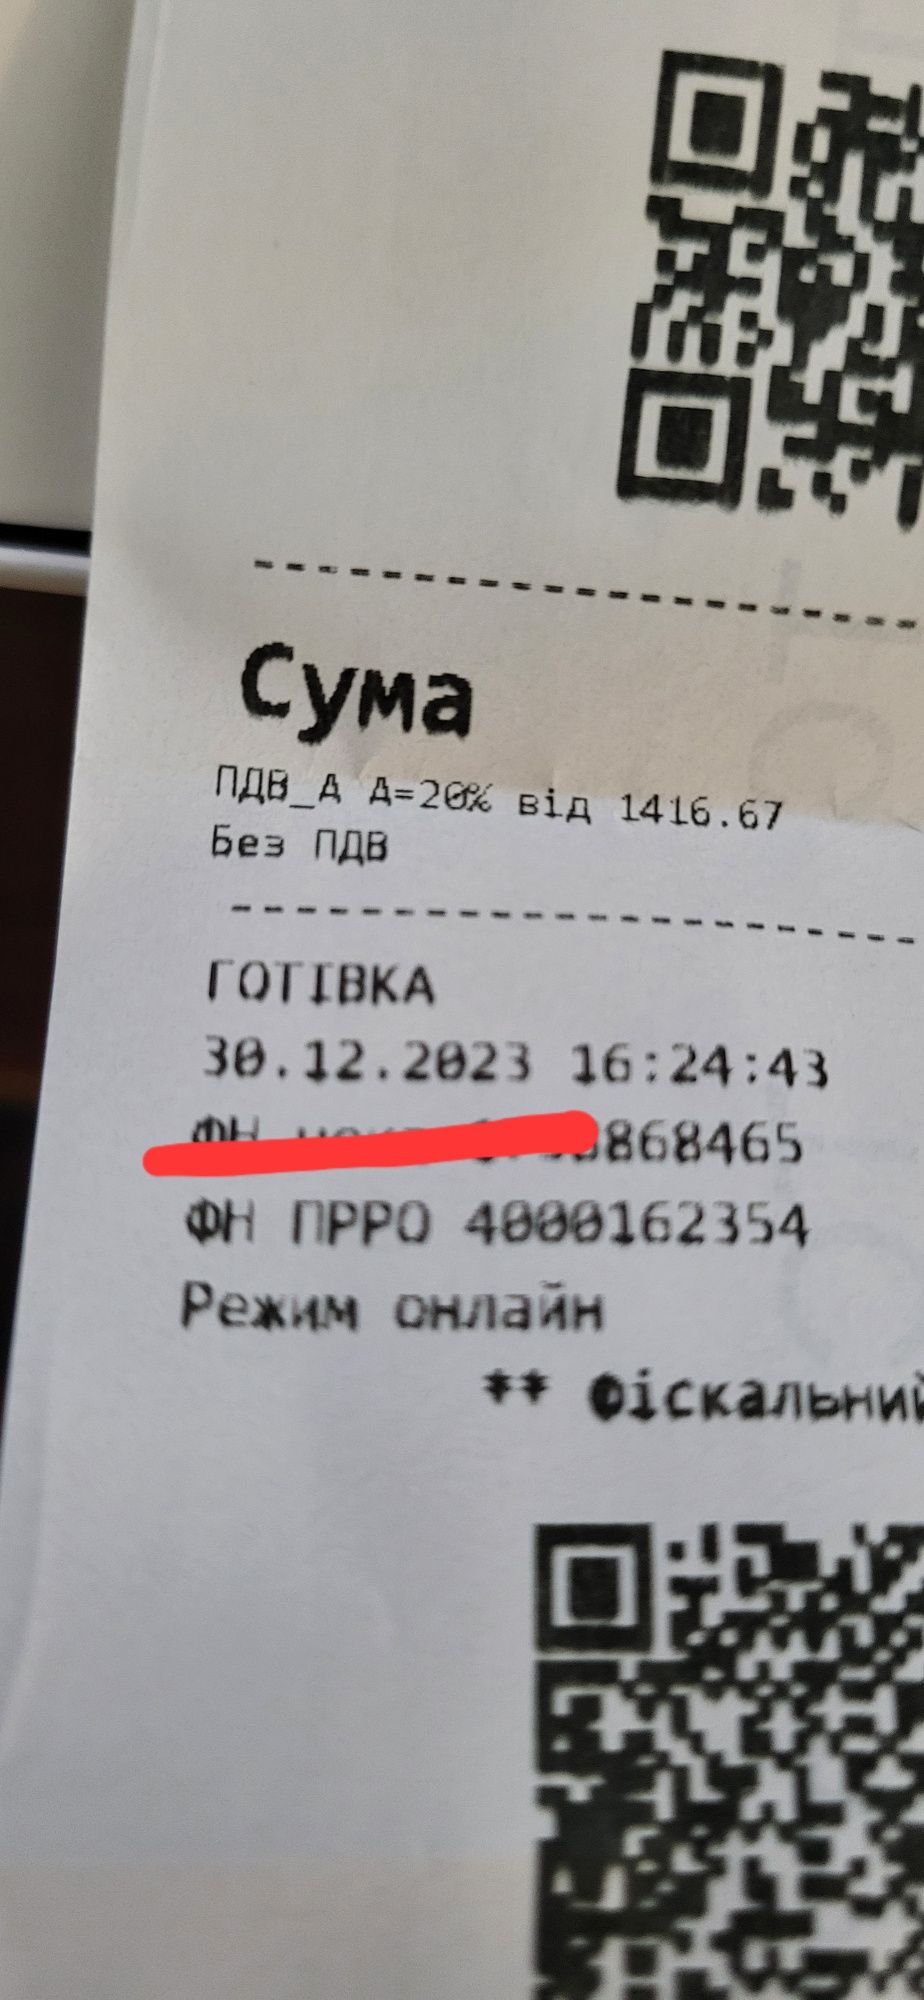 Сума
ПДВ_А А=20% від 1416.67
Без ПДВ
ГОТІВКА
30.12.2023 16:24:43
ФН 868465
ФН ПРРО 4000162354
Режим онлайн
** Фіскальний